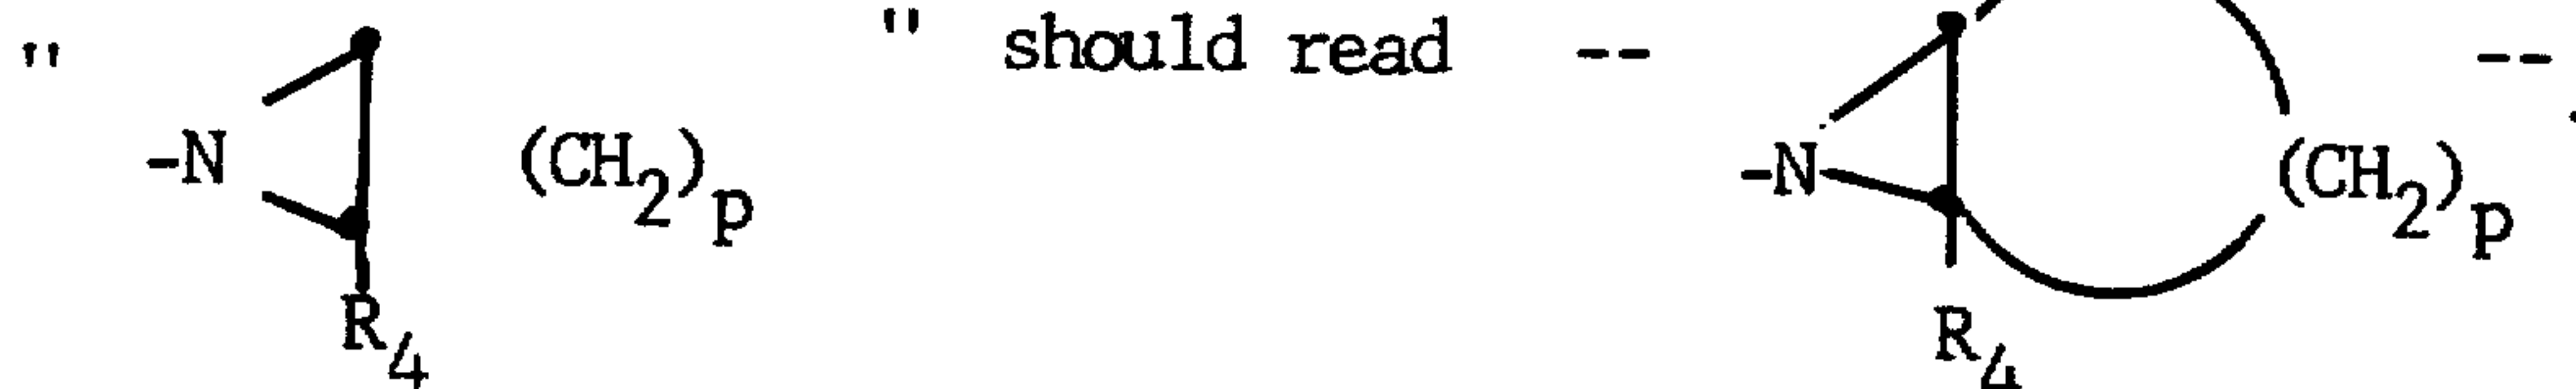 " " should read -- --
-N (CH2)p -N (CH2)p
R4 R4